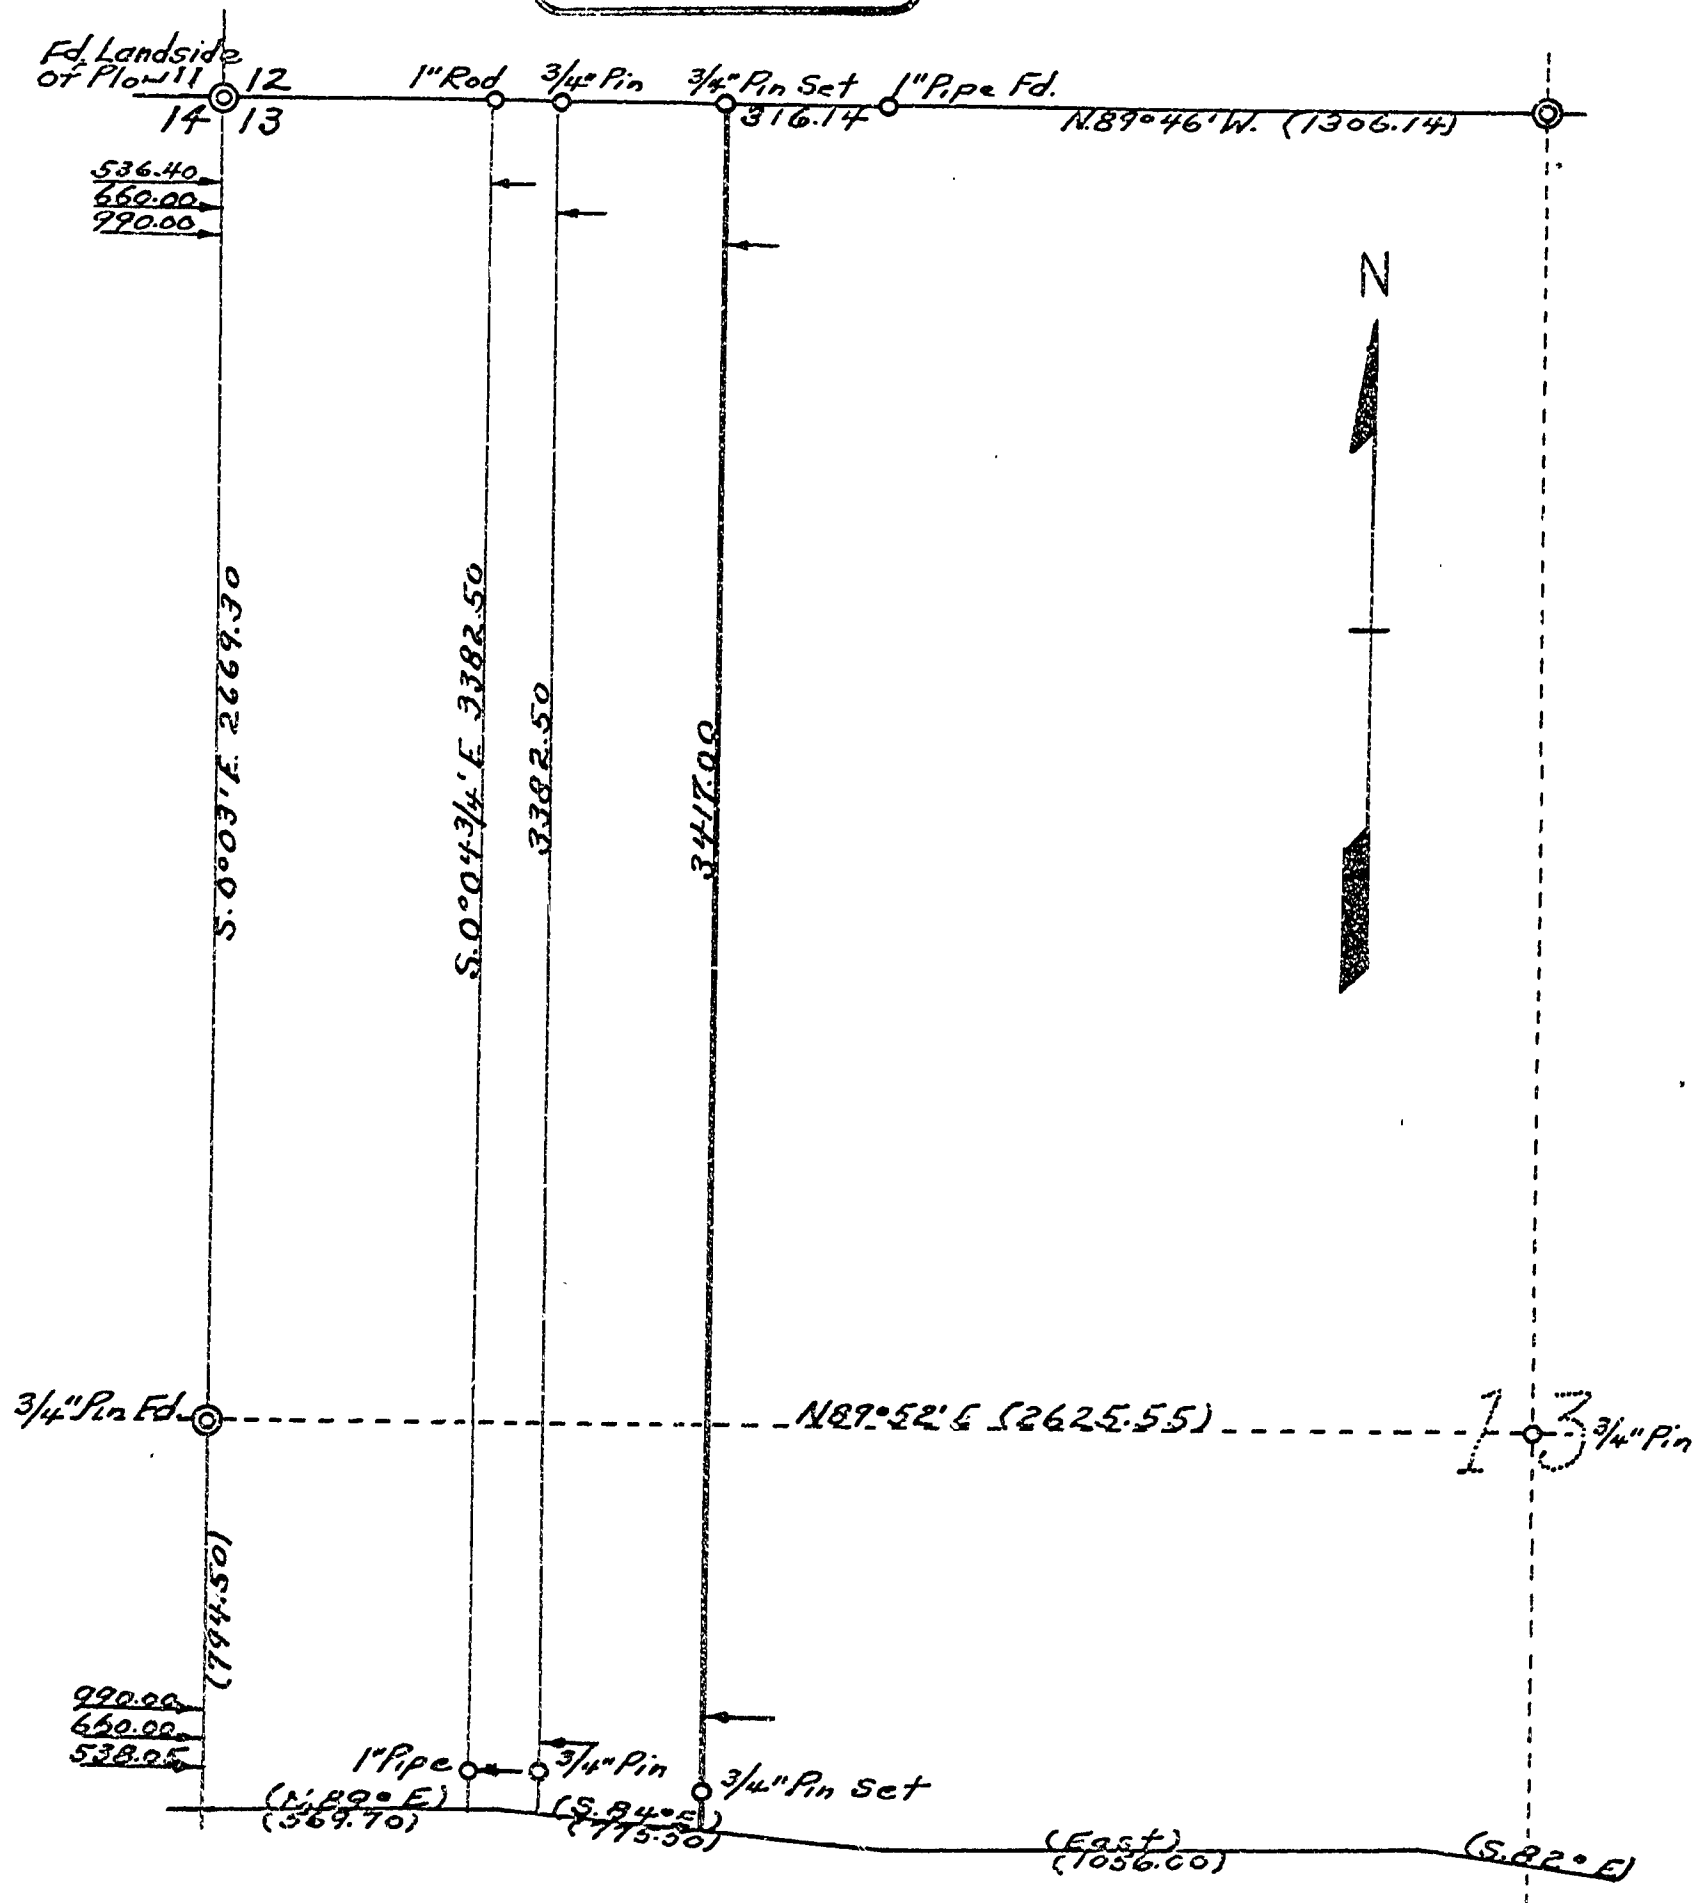 Fd. Landside
of Plow 11 12
14 13
1" Rod
3/4" Pin
3/4" Pin Set
1" Pipe Fd.
316.14
N.89°46'W. (1306.14)
536.40
660.00
990.00
N
S.0°03'E. 2669.30
S.0°04 3/4'E 3382.50
3382.50
3417.00
3/4" Pin Fd.
N89°52'E (2625.55)
13
3/4" Pin
(794.50)
990.00
660.00
538.05
1" Pipe
3/4" Pin
3/4" Pin Set
(N.89°E)
(569.70)
(S.84°E)
(775.50)
(East)
(1056.00)
(S.82°E)